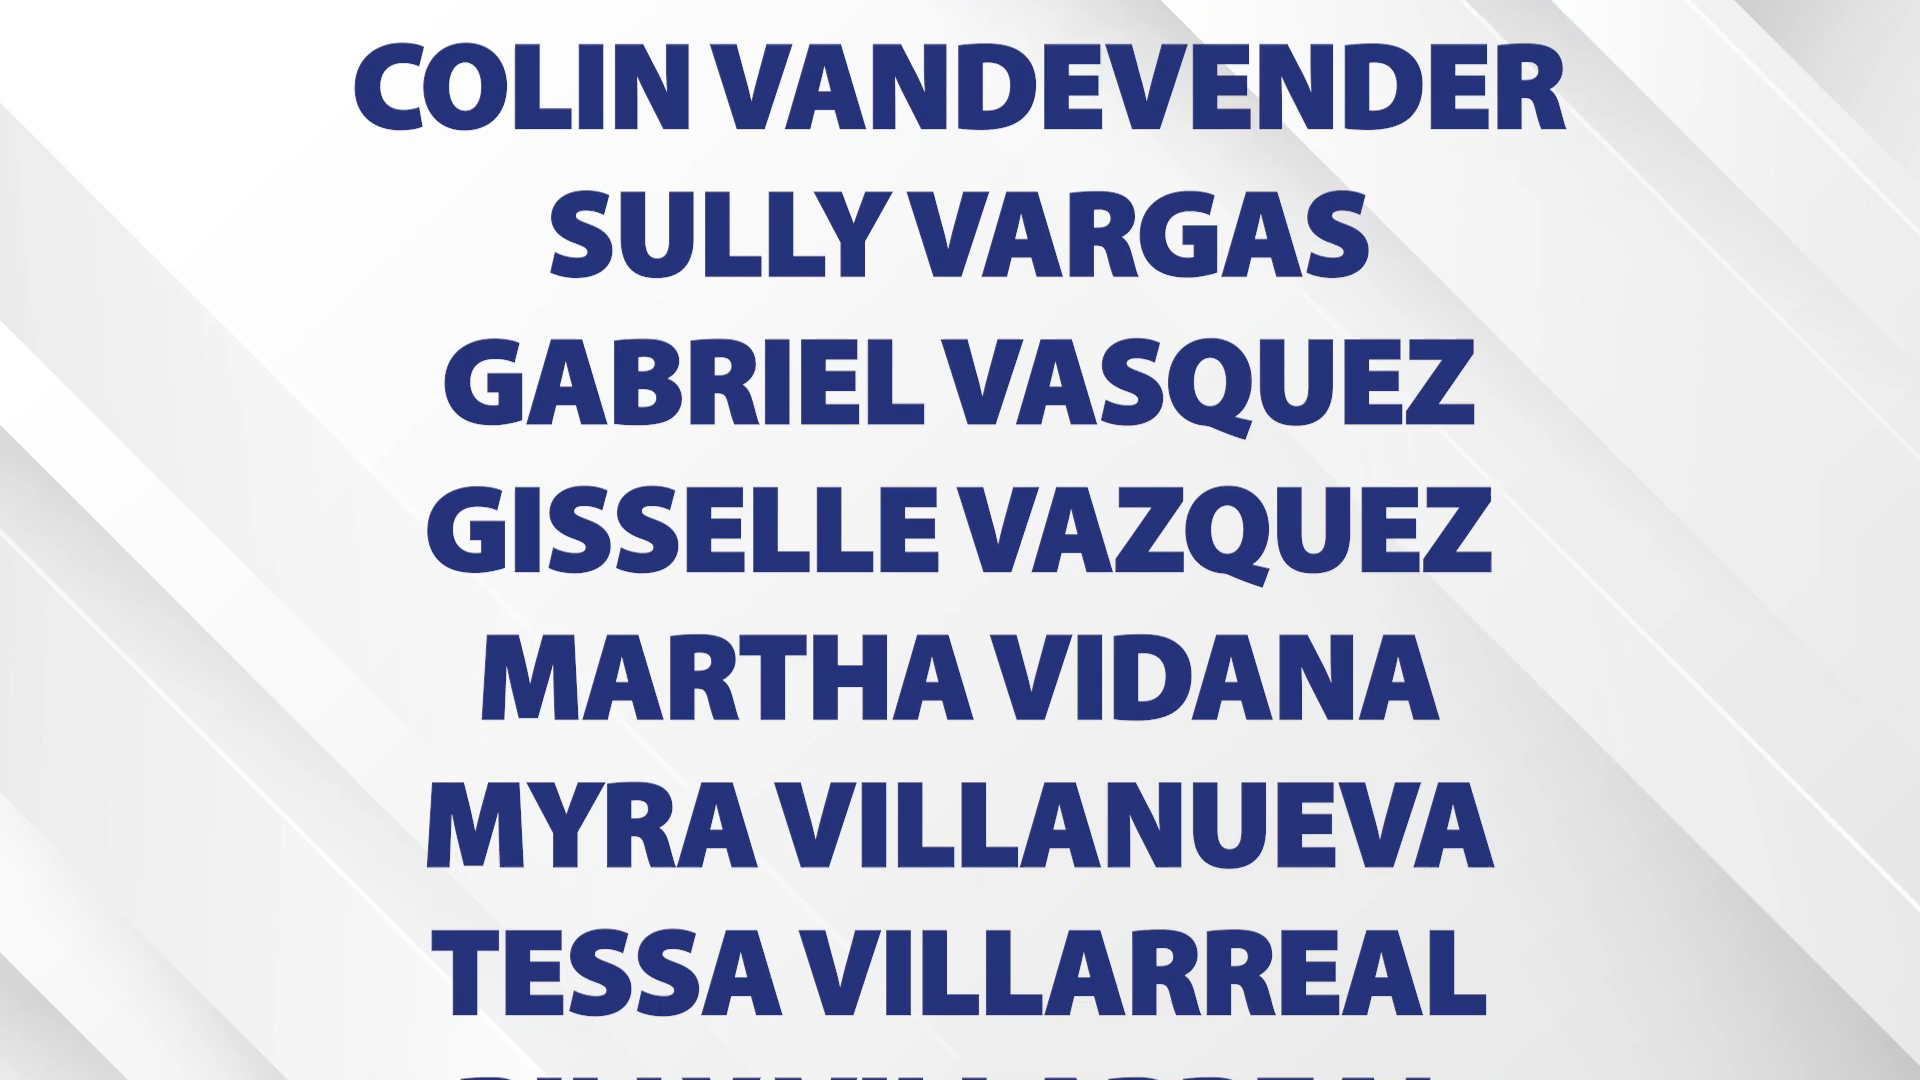 COLIN VANDEVENDER
SULLY VARGAS
GABRIEL VASQUEZ
GISSELLE VAZQUEZ
MARTHA VIDANA
MYRA VILLANUEVA
TESSA VILLARREAL